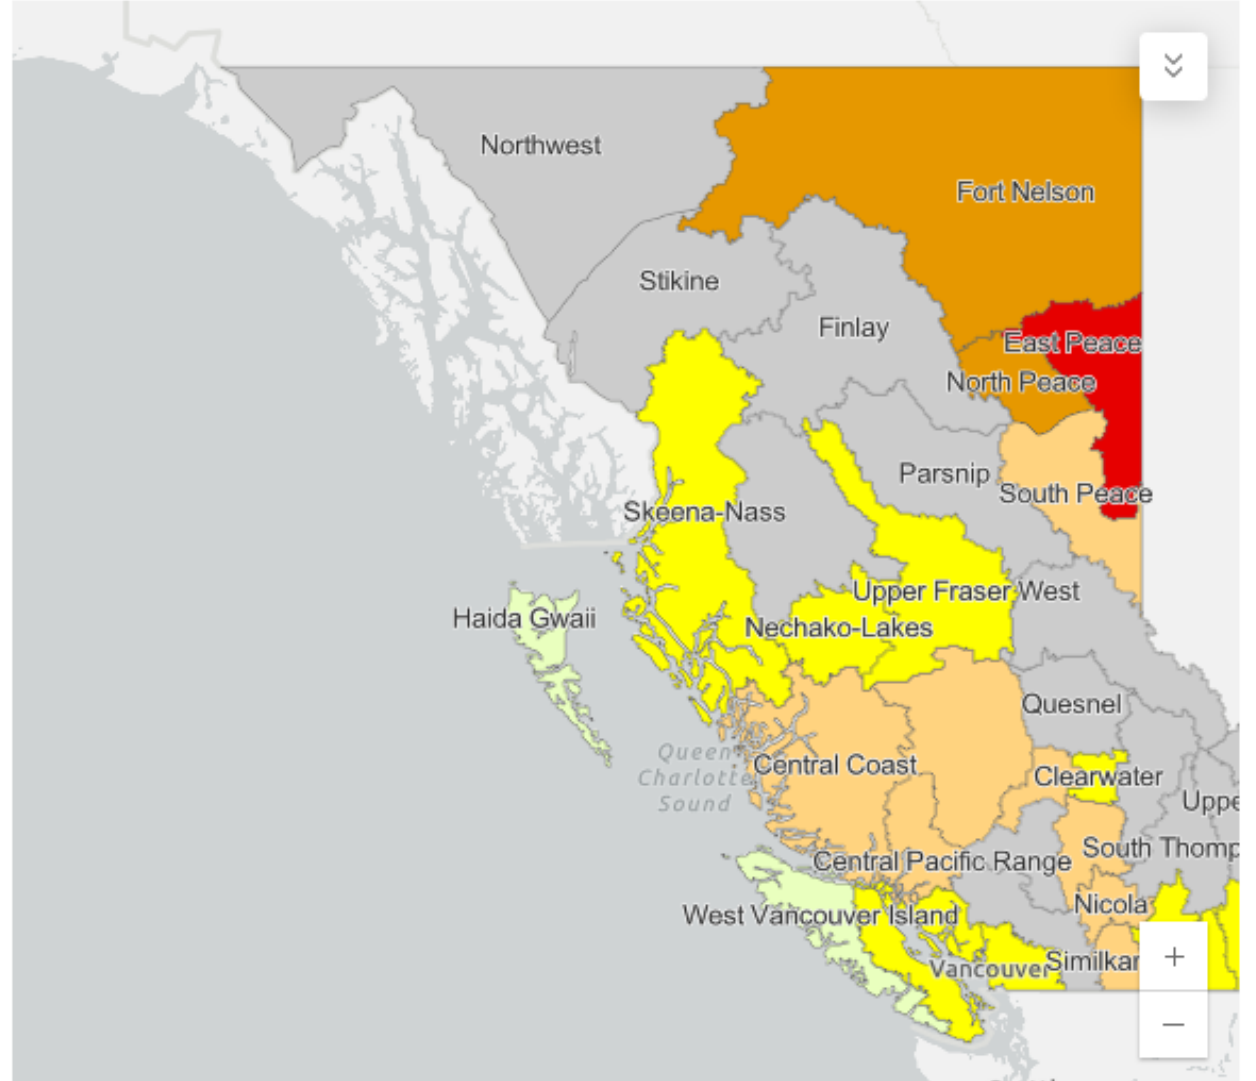 Northwest
Fort Nelson
Stikine
Finlay
East Peace
North Peace
Parsnip
South Peace
Skeena-Nass
Upper Fraser West
Haida Gwaii
Nechako-Lakes
Quesnel
Queen
Charlotte
Sound
Central Coast
Clearwater
Uppe
South Thomp
Central Pacific Range
Nicola
West Vancouver Island
Vancouver
Similkar